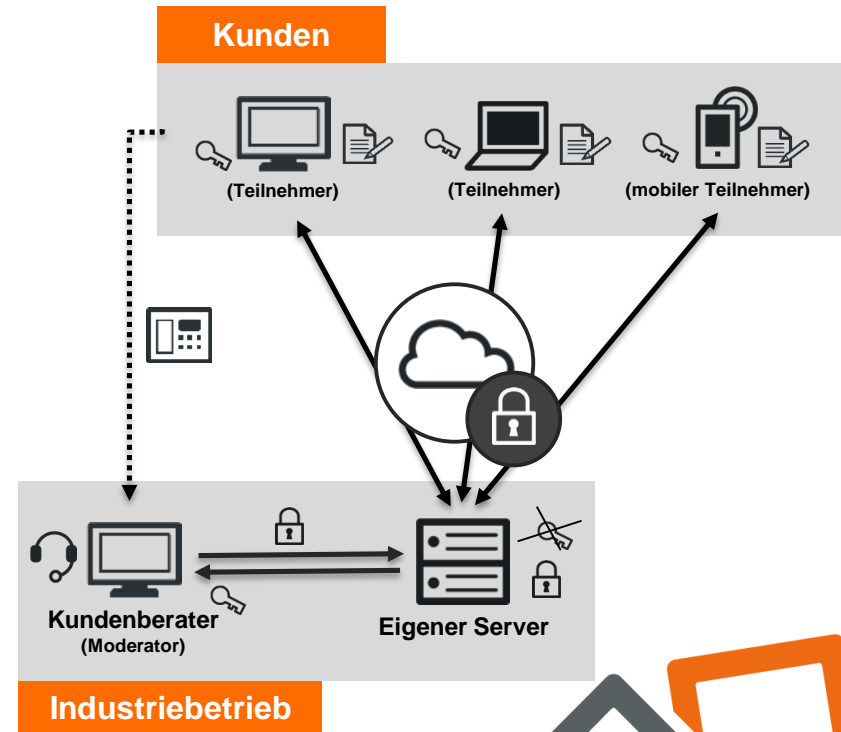 Kunden
(Teilnehmer)
(Teilnehmer)
(mobiler Teilnehmer)
Kundenberater
(Moderator)
Eigener Server
Industriebetrieb